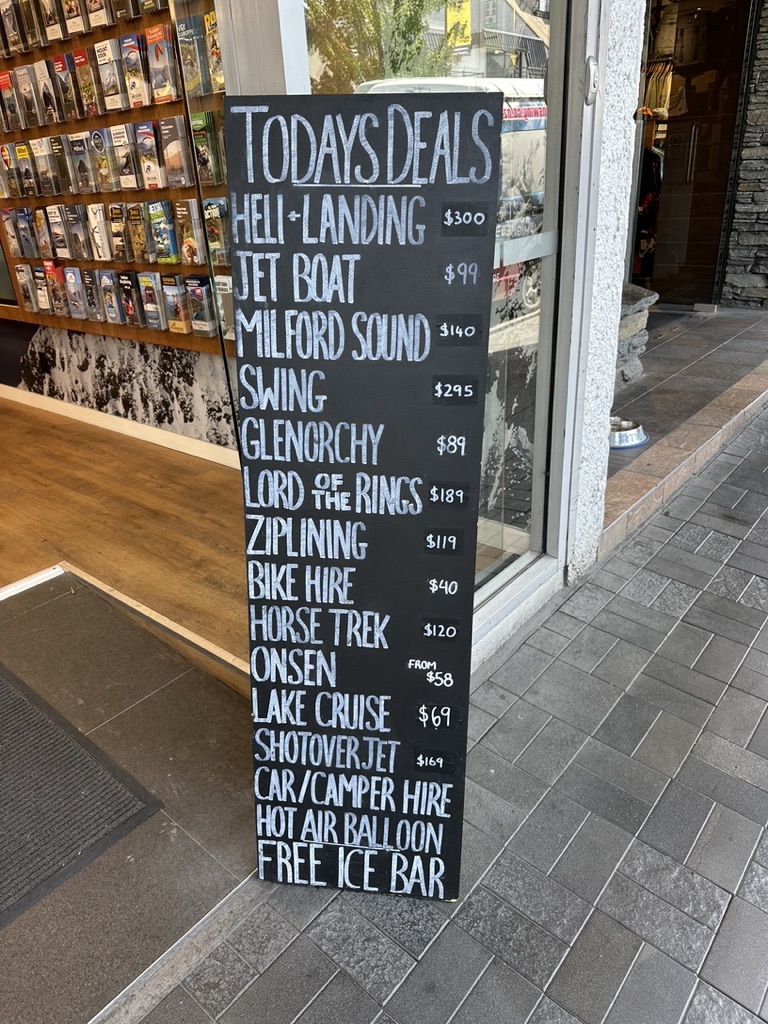 TODAYS DEALS
HELI-LANDING $300
JET BOAT $99
MILFORD SOUND $140
SWING $295
GLENORCHY $89
LORD OF THE RINGS $189
ZIPLINING $119
BIKE HIRE $40
HORSE TREK $120
ONSEN FROM $58
LAKE CRUISE $69
SHOTOVER JET $169
CAR/CAMPER HIRE
HOT AIR BALLOON
FREE ICE BAR